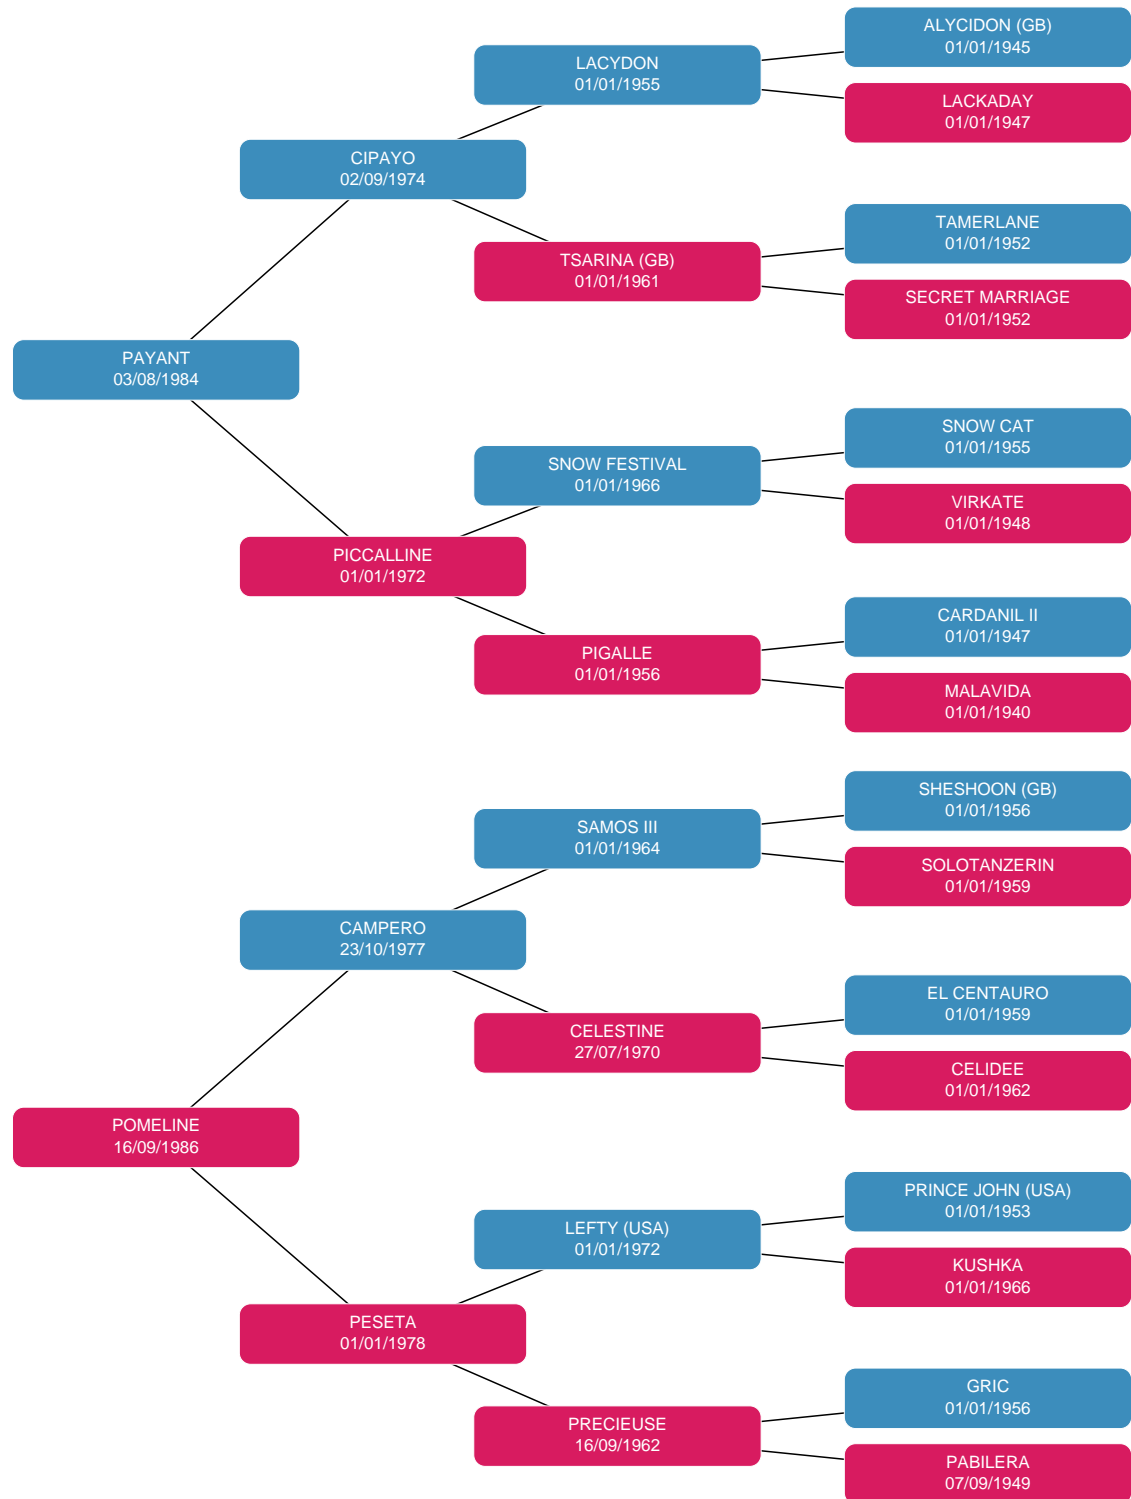 ALYCIDON (GB)
01/01/1945
LACYDON
01/01/1955
LACKADAY
01/01/1947
CIPAYO
02/09/1974
TAMERLANE
01/01/1952
TSARINA (GB)
01/01/1961
SECRET MARRIAGE
01/01/1952
PAYANT
03/08/1984
SNOW CAT
01/01/1955
SNOW FESTIVAL
01/01/1966
VIRKATE
01/01/1948
PICCALLINE
01/01/1972
CARDANIL II
01/01/1947
PIGALLE
01/01/1956
MALAVIDA
01/01/1940
SHESHOON (GB)
01/01/1956
SAMOS III
01/01/1964
SOLOTANZERIN
01/01/1959
CAMPERO
23/10/1977
EL CENTAURO
01/01/1959
CELESTINE
27/07/1970
CELIDEE
01/01/1962
POMELINE
16/09/1986
PRINCE JOHN (USA)
01/01/1953
LEFTY (USA)
01/01/1972
KUSHKA
01/01/1966
PESETA
01/01/1978
GRIC
01/01/1956
PRECIEUSE
16/09/1962
PABILERA
07/09/1949